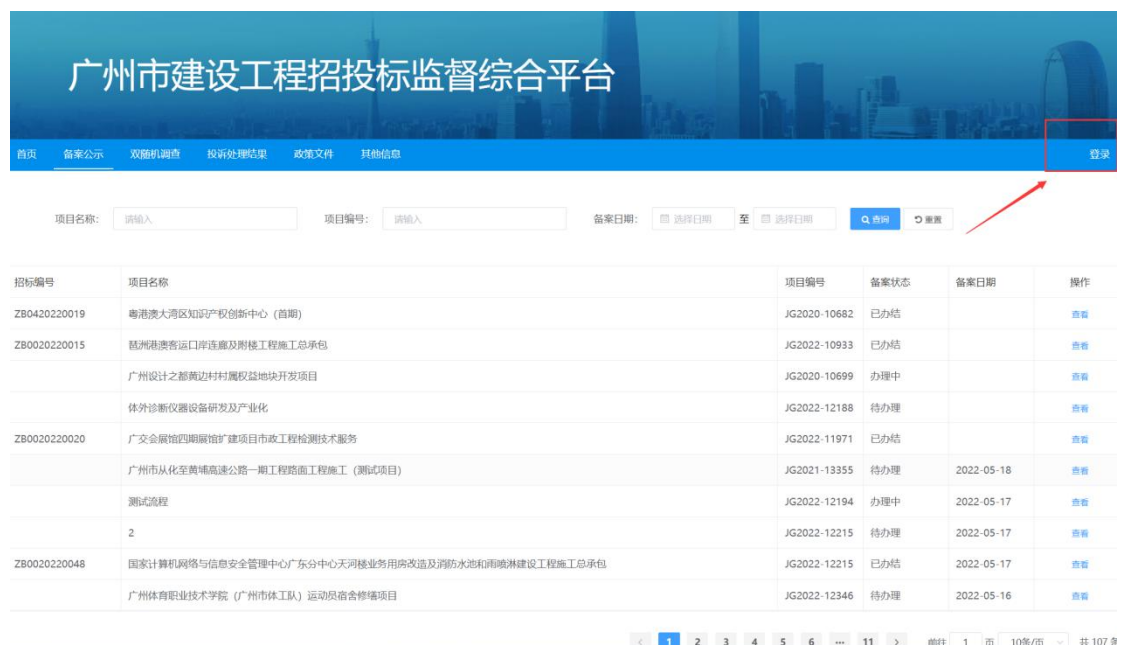 广州市建设工程招投标监督综合平台
首页 备案公示 双随机调查 投诉处理结果 政策文件 其他信息 登录
项目名称： 请输入 项目编号： 请输入 备案日期： 选择日期 至 选择日期 查询 重置
招标编号 项目名称 项目编号 备案状态 备案日期 操作
ZB0420220019 粤港澳大湾区知识产权创新中心（首期） JG2020-10682 已办结 查看
ZB0020220015 琶洲港澳客运口岸连廊及附楼工程施工总承包 JG2022-10933 已办结 查看
广州设计之都黄边村村属权益地块开发项目 JG2020-10699 办理中 查看
体外诊断仪器设备研发及产业化 JG2022-12188 待办理 查看
ZB0020220020 广交会展馆四期展馆扩建项目市政工程检测技术服务 JG2022-11971 已办结 查看
广州市从化至黄埔高速公路一期工程路面工程施工（测试项目） JG2021-13355 待办理 2022-05-18 查看
测试流程 JG2022-12194 办理中 2022-05-17 查看
2 JG2022-12215 待办理 2022-05-17 查看
ZB0020220048 国家计算机网络与信息安全管理中心广东分中心天河楼业务用房改造及消防水池和雨喷淋建设工程施工总承包 JG2022-12215 已办结 2022-05-17 查看
广州体育职业技术学院（广州市体工队）运动员宿舍修缮项目 JG2022-12346 待办理 2022-05-16 查看
< 1 2 3 4 5 6 ··· 11 > 前往 1 页 10条/页 共 107 条